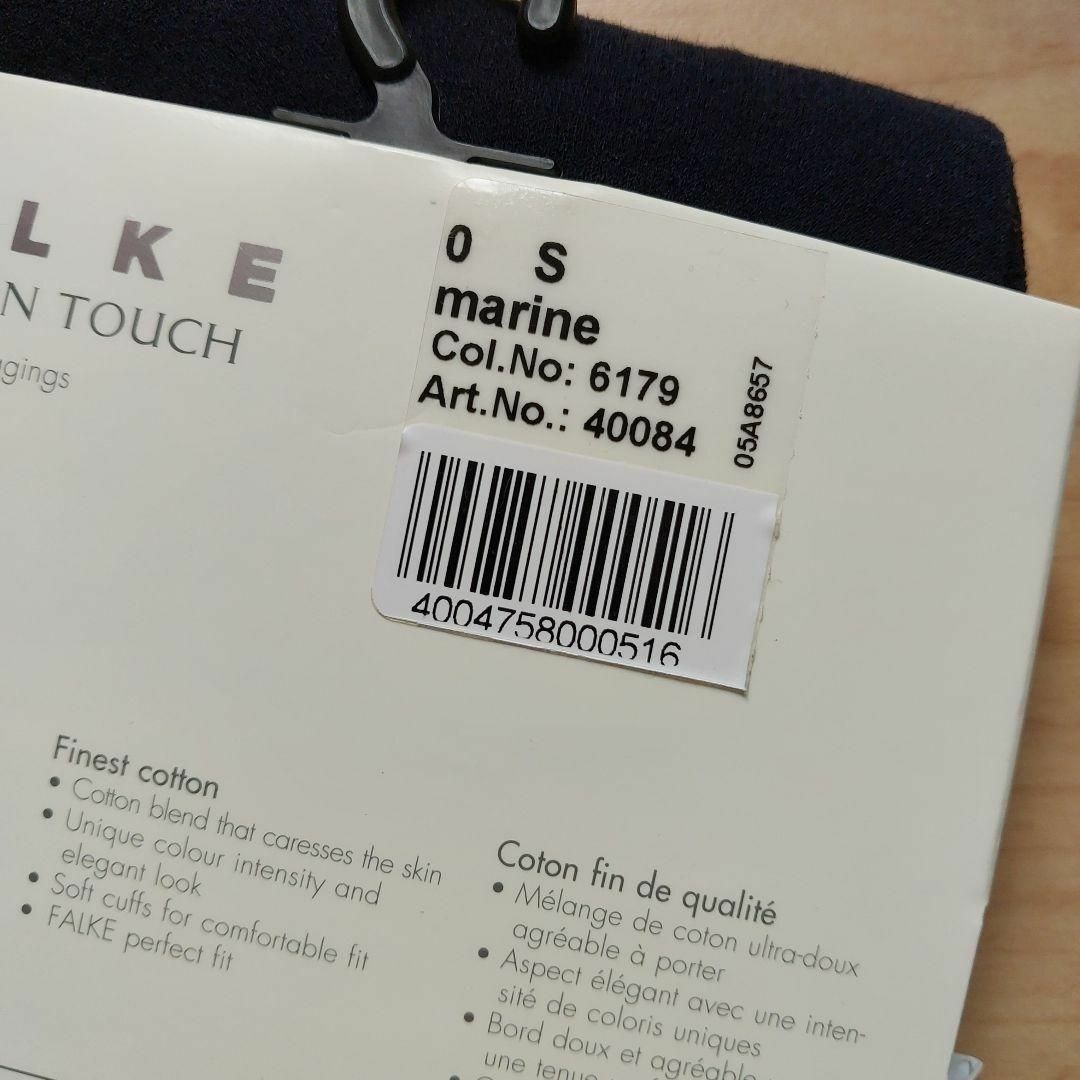 LKE
N TOUCH
gings
0 S
marine
Col.No: 6179
Art.No.: 40084
05A8657
4004758000516
Finest cotton
• Cotton blend that caresses the skin
• Unique colour intensity and
elegant look
• Soft cuffs for comfortable fit
• FALKE perfect fit
Coton fin de qualité
• Mélange de coton ultra-doux
agréable à porter
• Aspect élégant avec une inten-
sité de coloris uniques
• Bord doux et agréable
une tenue